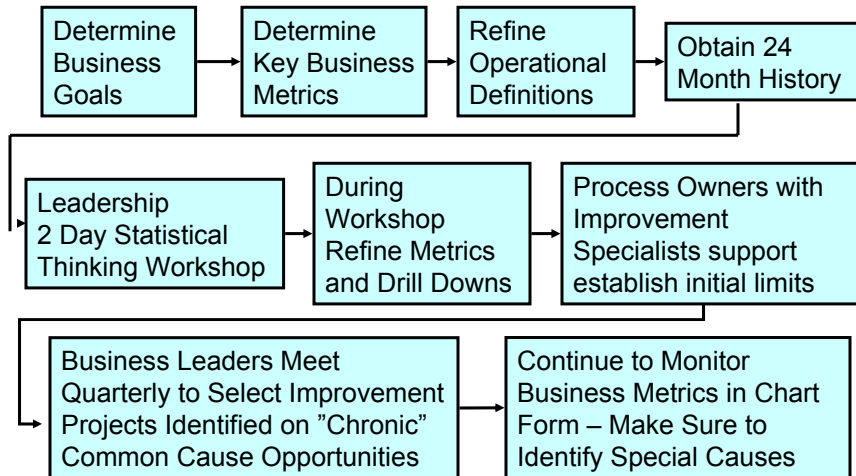 Determine
Business
Goals
Determine
Key Business
Metrics
Refine
Operational
Definitions
Obtain 24
Month History
Leadership
2 Day Statistical
Thinking Workshop
During
Workshop
Refine Metrics
and Drill Downs
Process Owners with
Improvement
Specialists support
establish initial limits
Business Leaders Meet
Quarterly to Select Improvement
Projects Identified on ”Chronic”
Common Cause Opportunities
Continue to Monitor
Business Metrics in Chart
Form – Make Sure to
Identify Special Causes